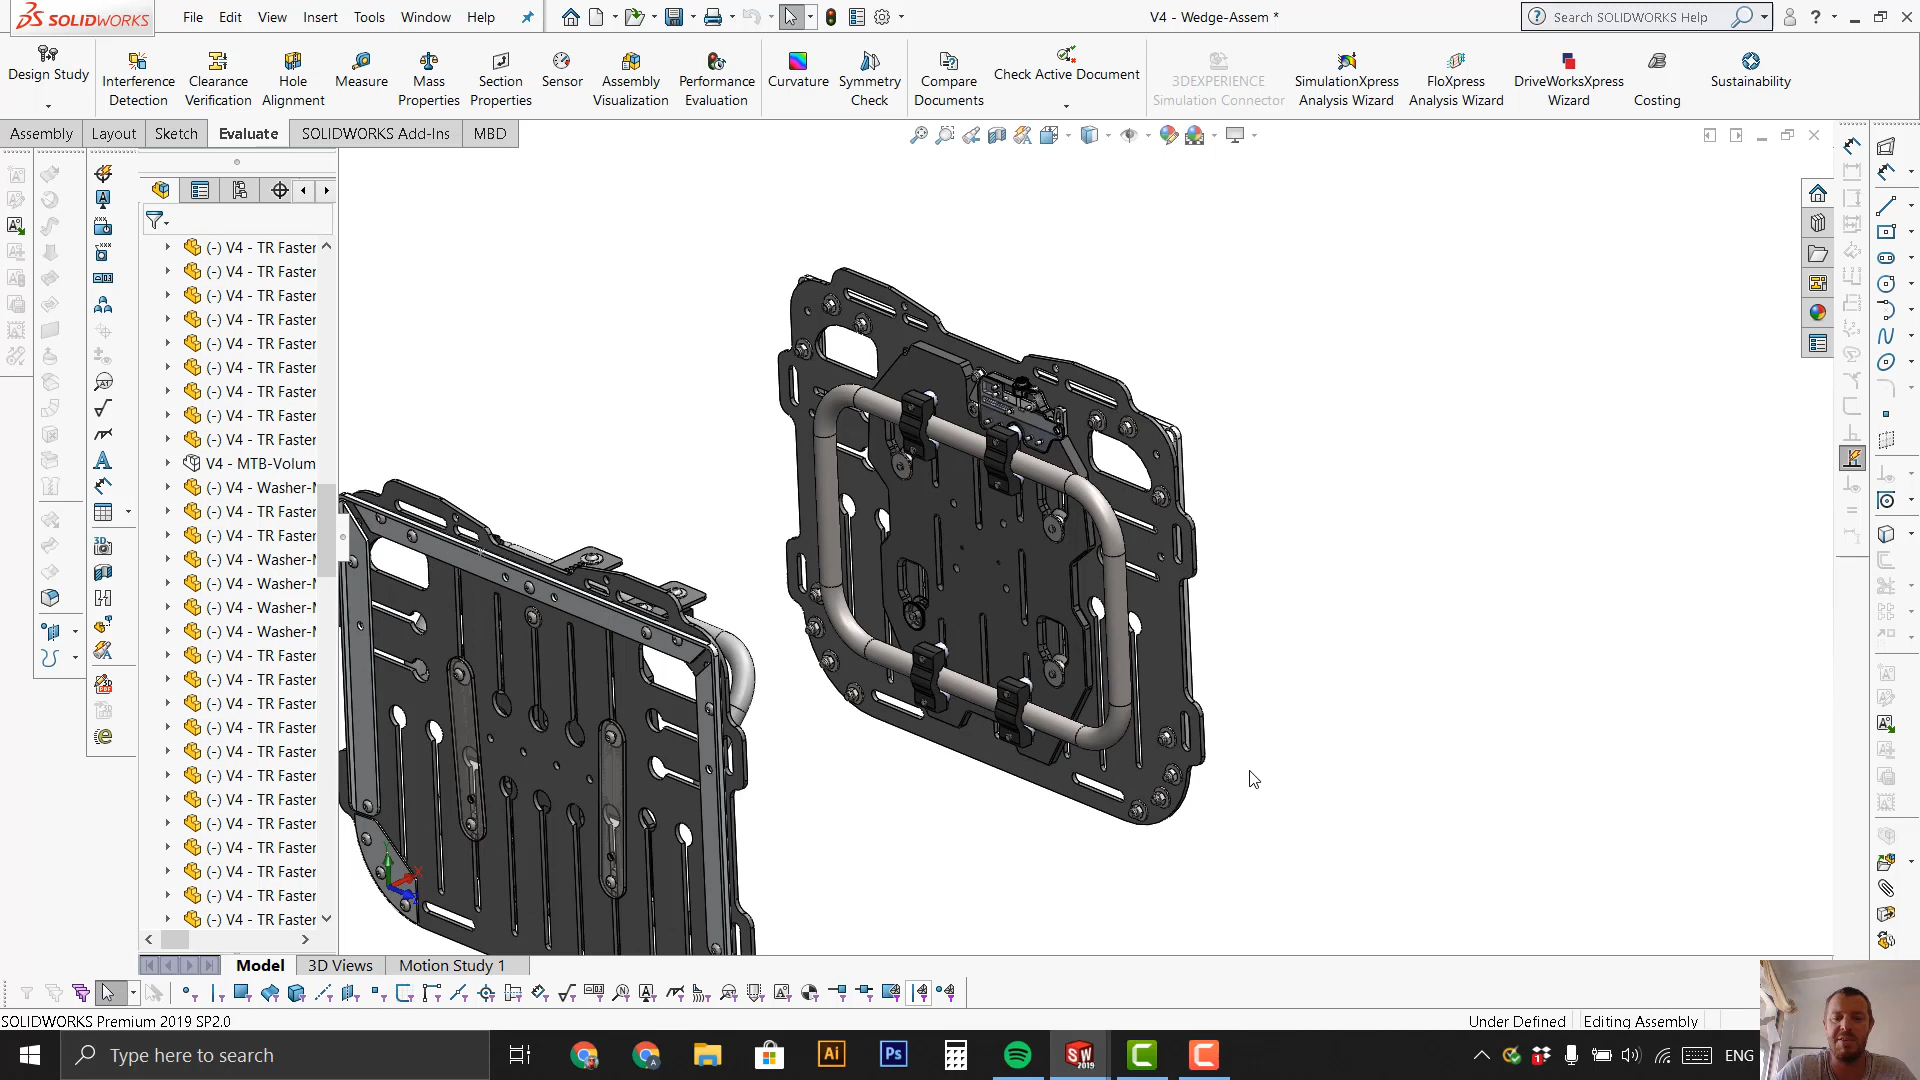 SOLIDWORKS
File Edit View Insert Tools Window Help
V4 - Wedge-Assem *
Search SOLIDWORKS Help
Design Study
Interference Detection
Clearance Verification
Hole Alignment
Measure
Mass Properties
Section Properties
Sensor
Assembly Visualization
Performance Evaluation
Curvature
Symmetry Check
Compare Documents
Check Active Document
3DEXPERIENCE Simulation Connector
SimulationXpress Analysis Wizard
FloXpress Analysis Wizard
DriveWorksXpress Wizard
Costing
Sustainability
Assembly Layout Sketch Evaluate SOLIDWORKS Add-Ins MBD
(-) V4 - TR Faster
(-) V4 - TR Faster
(-) V4 - TR Faster
(-) V4 - TR Faster
(-) V4 - TR Faster
(-) V4 - TR Faster
(-) V4 - TR Faster
(-) V4 - TR Faster
(-) V4 - TR Faster
V4 - MTB-Volum
(-) V4 - Washer-M
(-) V4 - TR Faster
(-) V4 - TR Faster
(-) V4 - Washer-M
(-) V4 - Washer-M
(-) V4 - Washer-M
(-) V4 - Washer-M
(-) V4 - TR Faster
(-) V4 - TR Faster
(-) V4 - TR Faster
(-) V4 - TR Faster
(-) V4 - TR Faster
(-) V4 - TR Faster
(-) V4 - TR Faster
(-) V4 - TR Faster
(-) V4 - TR Faster
(-) V4 - TR Faster
(-) V4 - TR Faster
(-) V4 - TR Faster
Model 3D Views Motion Study 1
SOLIDWORKS Premium 2019 SP2.0
Under Defined Editing Assembly
Type here to search
ENG